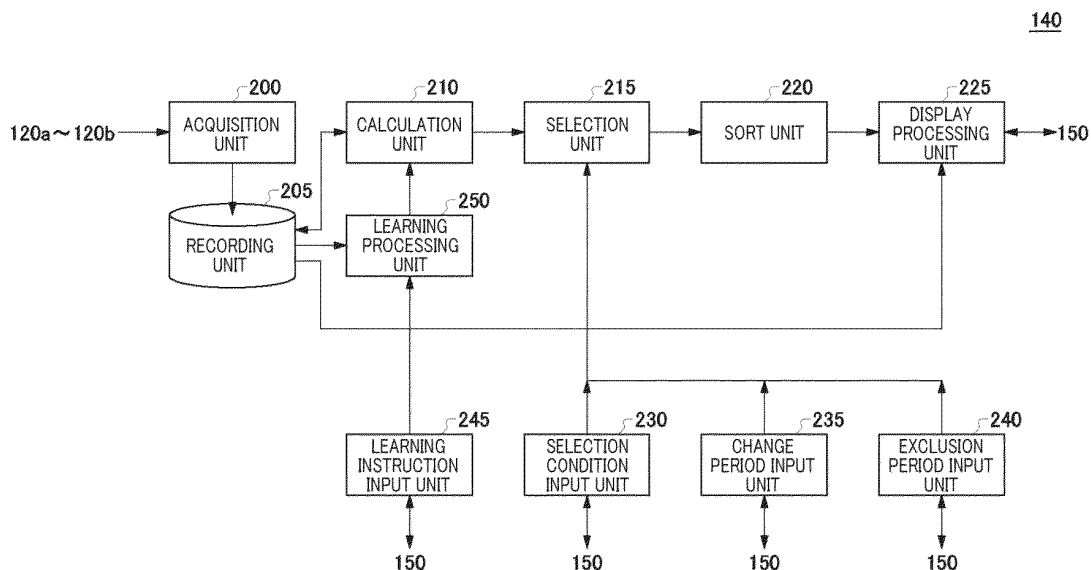 140
200
210
215
220
225
120a～120b
ACQUISITION
UNIT
CALCULATION
UNIT
SELECTION
UNIT
SORT UNIT
DISPLAY
PROCESSING
UNIT
150
205
RECORDING
UNIT
250
LEARNING
PROCESSING
UNIT
245
230
235
240
LEARNING
INSTRUCTION
INPUT UNIT
SELECTION
CONDITION
INPUT UNIT
CHANGE
PERIOD INPUT
UNIT
EXCLUSION
PERIOD INPUT
UNIT
150
150
150
150